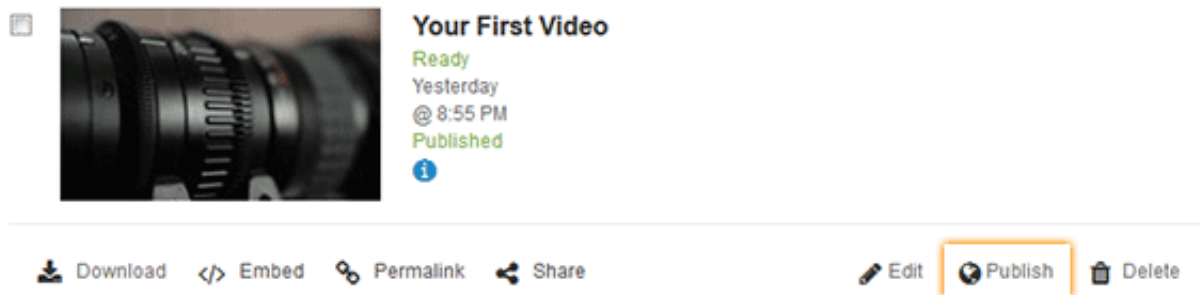 Your First Video
Ready
Yesterday
@ 8:55 PM
Published
Download Embed Permalink Share Edit Publish Delete